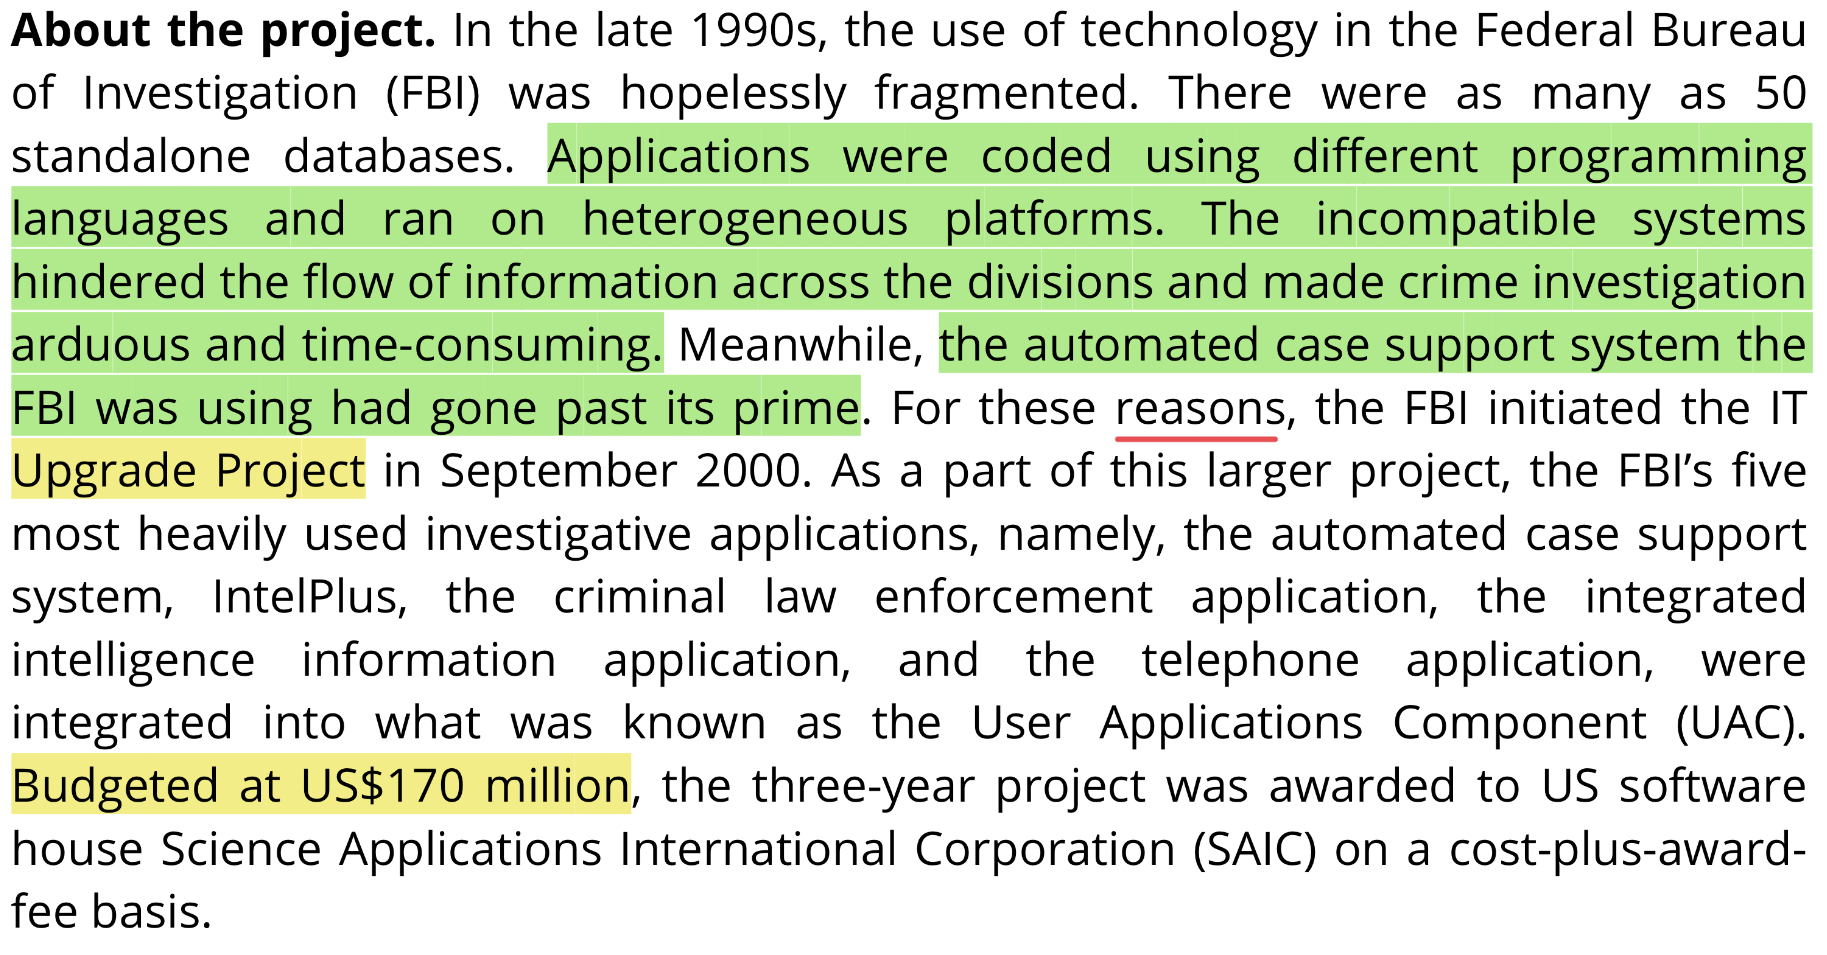 About the project. In the late 1990s, the use of technology in the Federal Bureau
of Investigation (FBI) was hopelessly fragmented. There were as many as 50
standalone databases. Applications were coded using different programming
languages and ran on heterogeneous platforms. The incompatible systems
hindered the flow of information across the divisions and made crime investigation
arduous and time-consuming. Meanwhile, the automated case support system the
FBI was using had gone past its prime. For these reasons, the FBI initiated the IT
Upgrade Project in September 2000. As a part of this larger project, the FBI’s five
most heavily used investigative applications, namely, the automated case support
system, IntelPlus, the criminal law enforcement application, the integrated
intelligence information application, and the telephone application, were
integrated into what was known as the User Applications Component (UAC).
Budgeted at US$170 million, the three-year project was awarded to US software
house Science Applications International Corporation (SAIC) on a cost-plus-award-
fee basis.